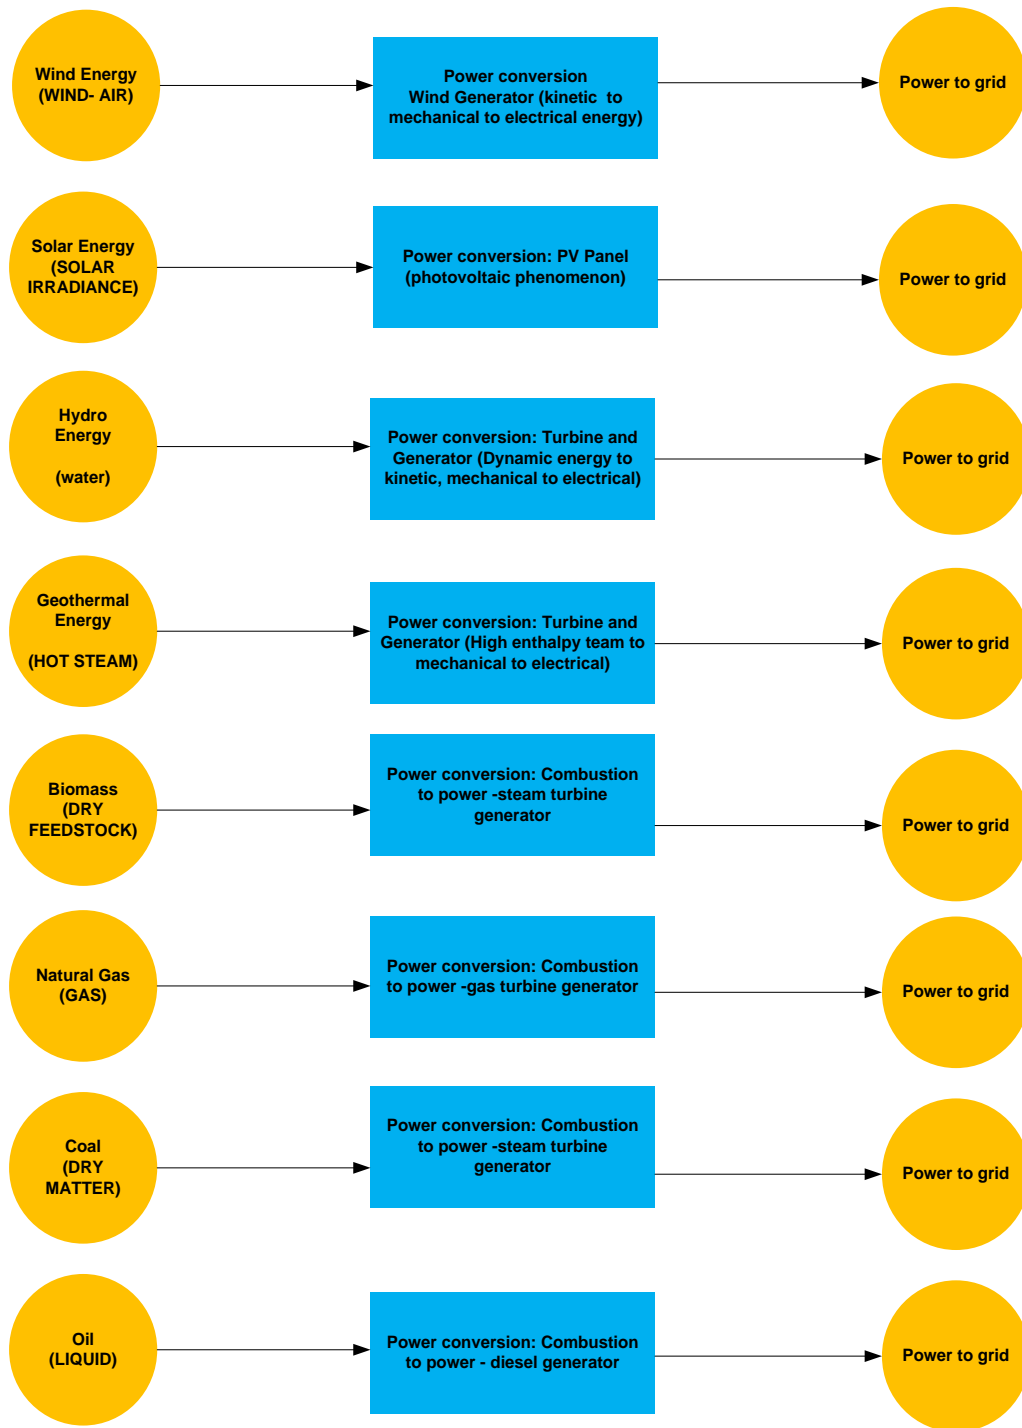 Wind Energy
(WIND- AIR)
Power conversion
Wind Generator (kinetic  to
mechanical to electrical energy)
Power to grid
Solar Energy
(SOLAR
IRRADIANCE)
Power conversion: PV Panel
(photovoltaic phenomenon)
Power to grid
Hydro
Energy
(water)
Power conversion: Turbine and
Generator (Dynamic energy to
kinetic, mechanical to electrical)
Power to grid
Geothermal
Energy
(HOT STEAM)
Power conversion: Turbine and
Generator (High enthalpy team to
mechanical to electrical)
Power to grid
Biomass
(DRY
FEEDSTOCK)
Power conversion: Combustion
to power -steam turbine
generator
Power to grid
Natural Gas
(GAS)
Power conversion: Combustion
to power -gas turbine generator
Power to grid
Coal
(DRY
MATTER)
Power conversion: Combustion
to power -steam turbine
generator
Power to grid
Oil
(LIQUID)
Power conversion: Combustion
to power - diesel generator
Power to grid